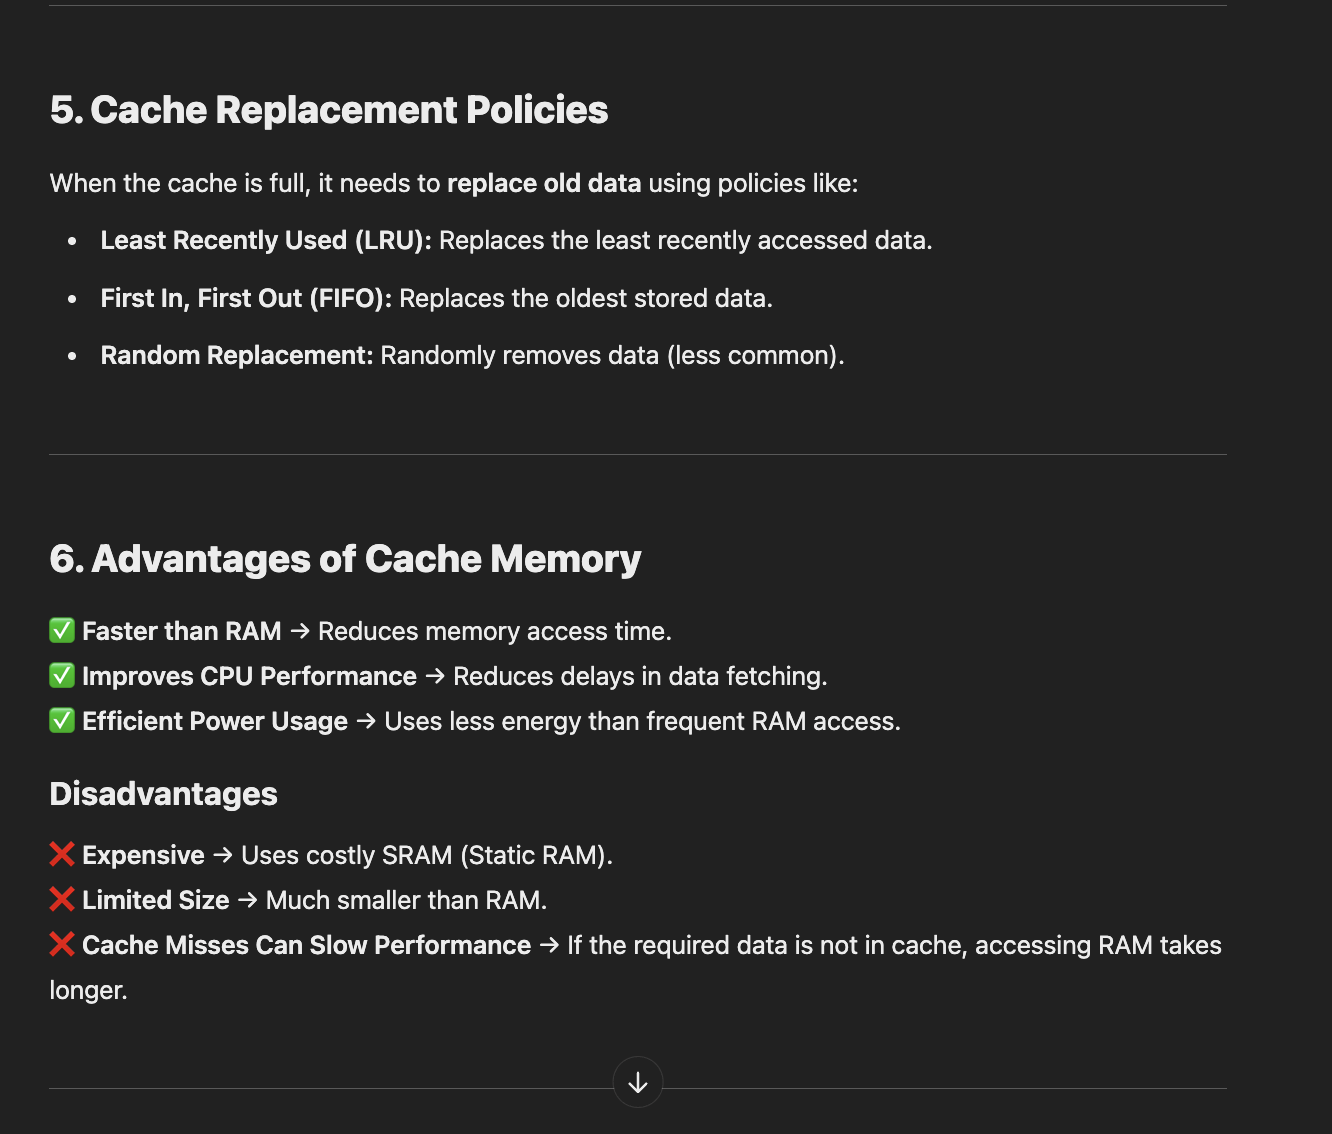 5. Cache Replacement Policies
When the cache is full, it needs to replace old data using policies like:
• Least Recently Used (LRU): Replaces the least recently accessed data.
• First In, First Out (FIFO): Replaces the oldest stored data.
• Random Replacement: Randomly removes data (less common).
6. Advantages of Cache Memory
✅ Faster than RAM → Reduces memory access time.
✅ Improves CPU Performance → Reduces delays in data fetching.
✅ Efficient Power Usage → Uses less energy than frequent RAM access.
Disadvantages
❌ Expensive → Uses costly SRAM (Static RAM).
❌ Limited Size → Much smaller than RAM.
❌ Cache Misses Can Slow Performance → If the required data is not in cache, accessing RAM takes
longer.